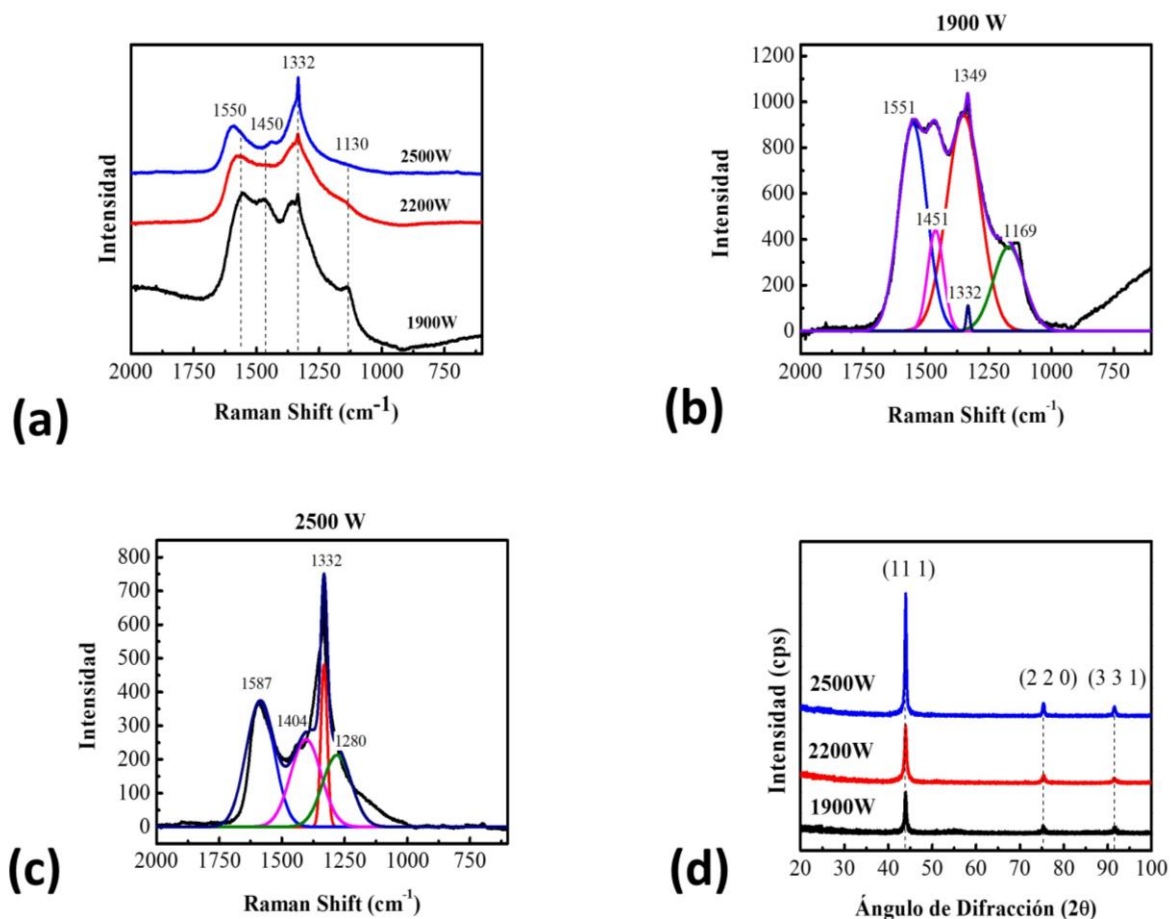 1332
1550
1450
1130
2500W
2200W
1900W
Intensidad
2000 1750 1500 1250 1000 750
Raman Shift (cm-1)
(a)
1900 W
1200
1000
800
600
400
200
0
1349
1551
1451
1169
1332
Intensidad
2000 1750 1500 1250 1000 750
Raman Shift (cm-1)
(b)
2500 W
800
700
600
500
400
300
200
100
0
1332
1587
1404
1280
Intensidad
2000 1750 1500 1250 1000 750
Raman Shift (cm-1)
(c)
(11 1)
(2 2 0)
(3 3 1)
2500W
2200W
1900W
Intensidad (cps)
20 30 40 50 60 70 80 90 100
Ángulo de Difracción (2θ)
(d)